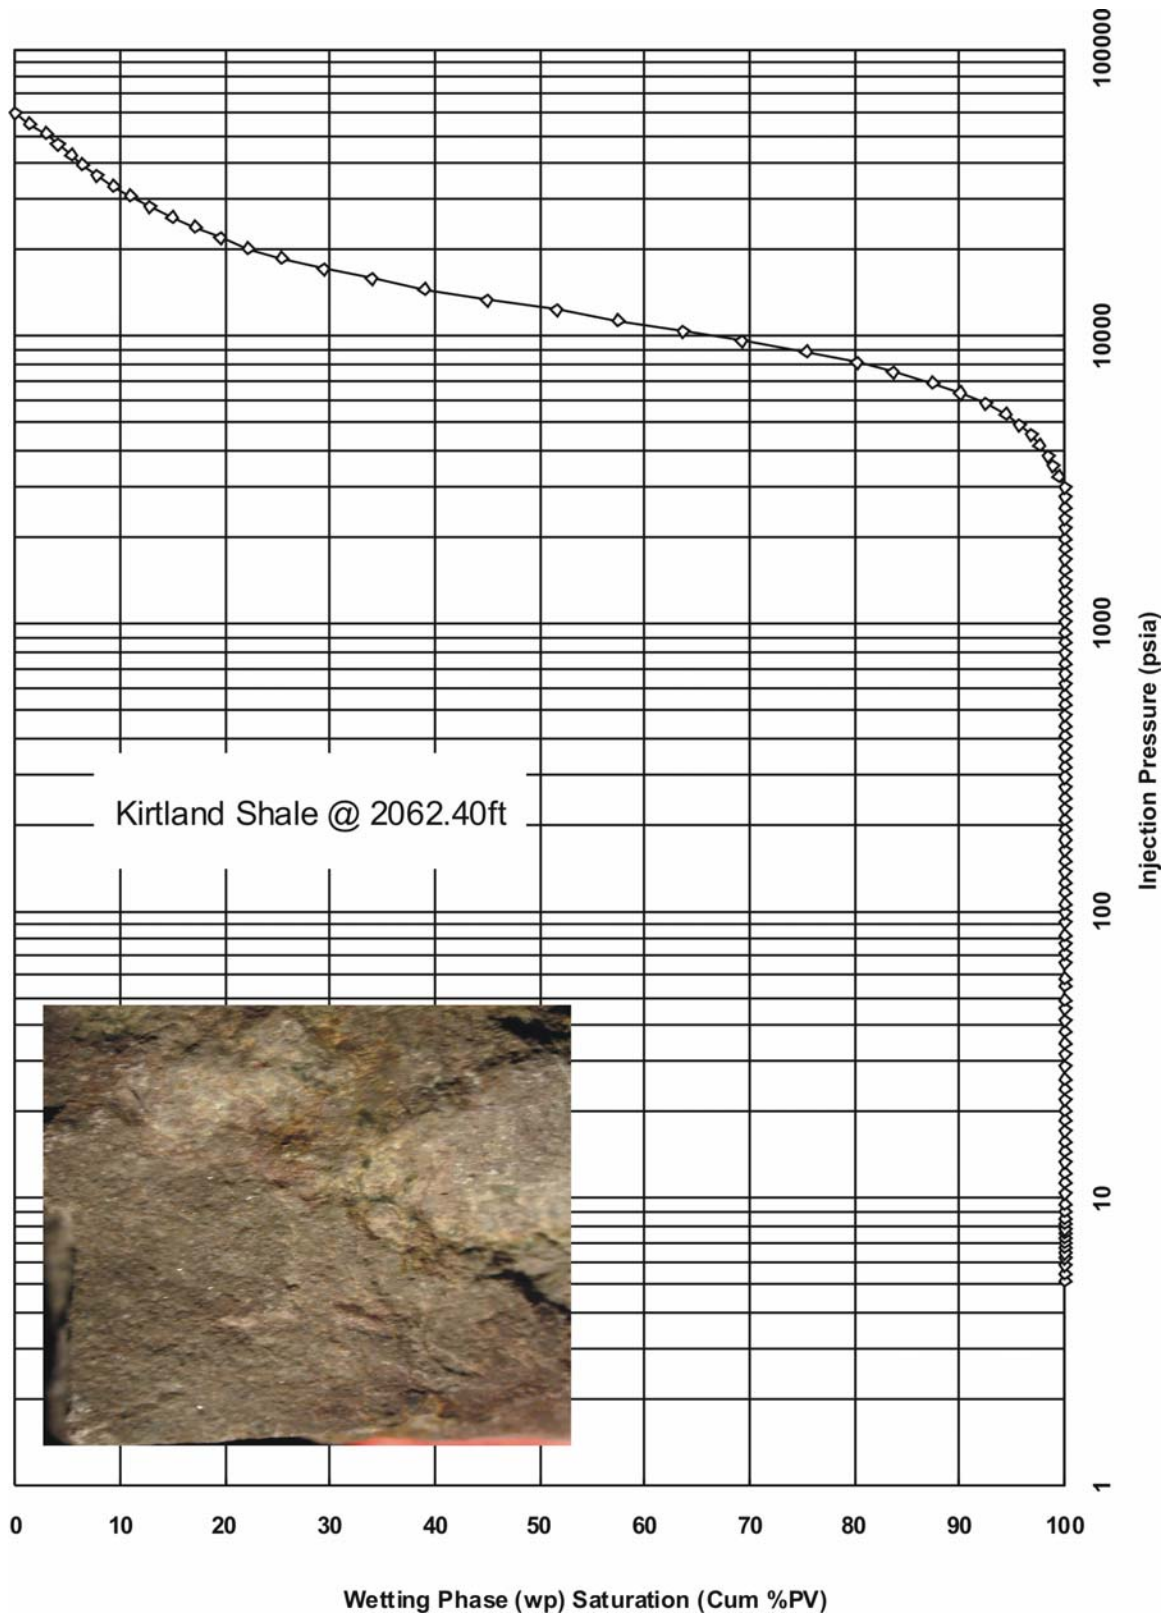 100000
10000
1000
100
10
1
Injection Pressure (psia)
Kirtland Shale @ 2062.40ft
0 10 20 30 40 50 60 70 80 90 100
Wetting Phase (wp) Saturation (Cum %PV)